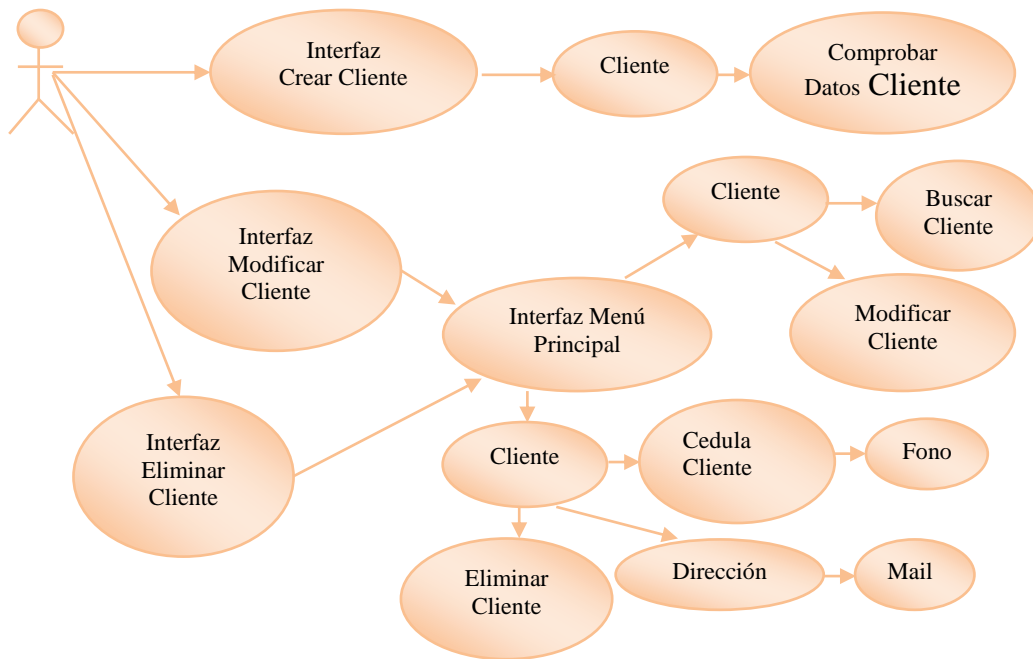 Interfaz
Crear Cliente
Cliente
Comprobar
Datos Cliente
Cliente
Buscar
Cliente
Interfaz
Modificar
Cliente
Interfaz Menú
Principal
Modificar
Cliente
Interfaz
Eliminar
Cliente
Cliente
Cedula
Cliente
Fono
Eliminar
Cliente
Dirección
Mail